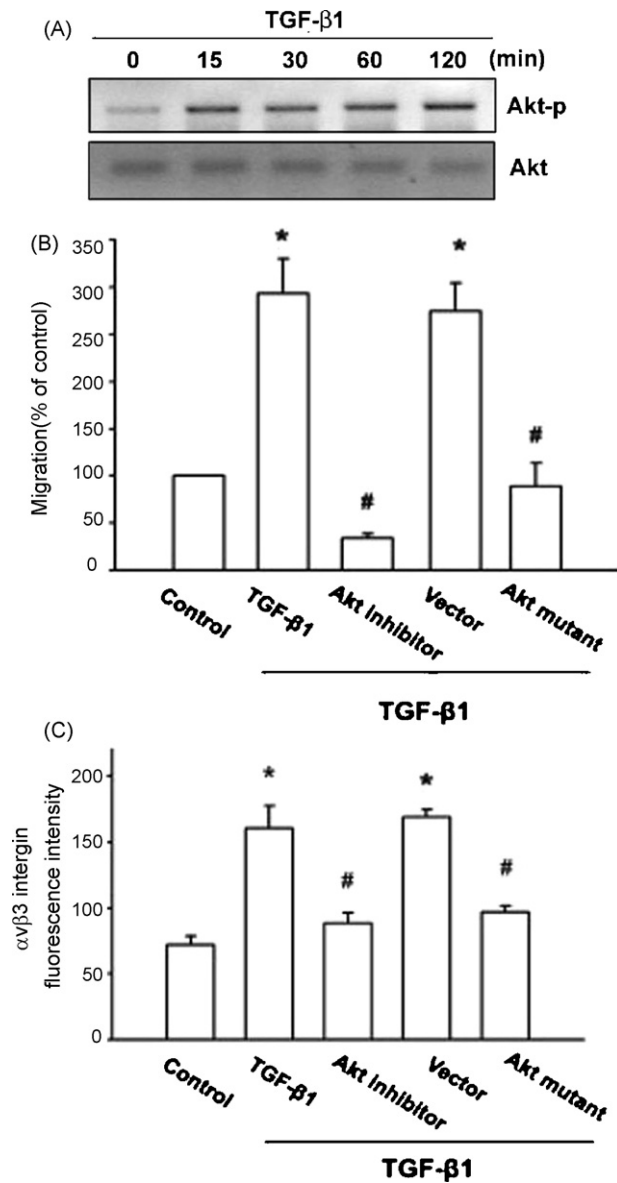 (A)
TGF-β1
0 15 30 60 120 (min)
Akt-p
Akt
(B)
Migration(% of control)
350
300
250
200
150
100
50
0
* # * #
Control TGF-β1 Akt Inhibitor Vector Akt mutant
TGF-β1
(C)
αvβ3 intergin
fluorescence intensity
200
150
100
50
0
* # * #
Control TGF-β1 Akt Inhibitor Vector Akt mutant
TGF-β1